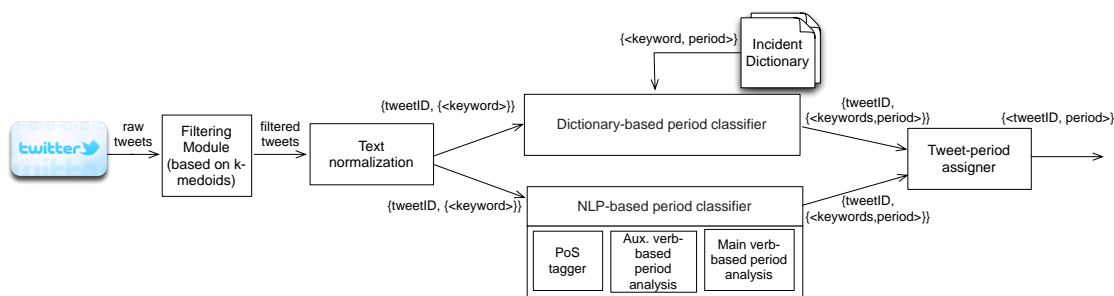 {<keyword, period>}
Incident
Dictionary
{tweetID, {<keyword>}}
Dictionary-based period classifier
{tweetID,
{<keywords,period>}}
{<tweetID, period>}
twitter
raw
tweets
Filtering
Module
(based on k-
medoids)
filtered
tweets
Text
normalization
Tweet-period
assigner
{tweetID, {<keyword>}}
NLP-based period classifier
{tweetID,
{<keywords,period>}}
PoS
tagger
Aux. verb-
based
period
analysis
Main verb-
based period
analysis